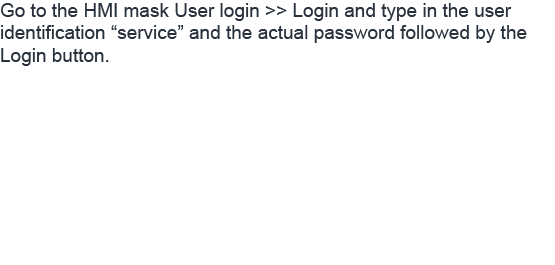 Go to the HMI mask User login >> Login and type in the user
identification “service” and the actual password followed by the
Login button.